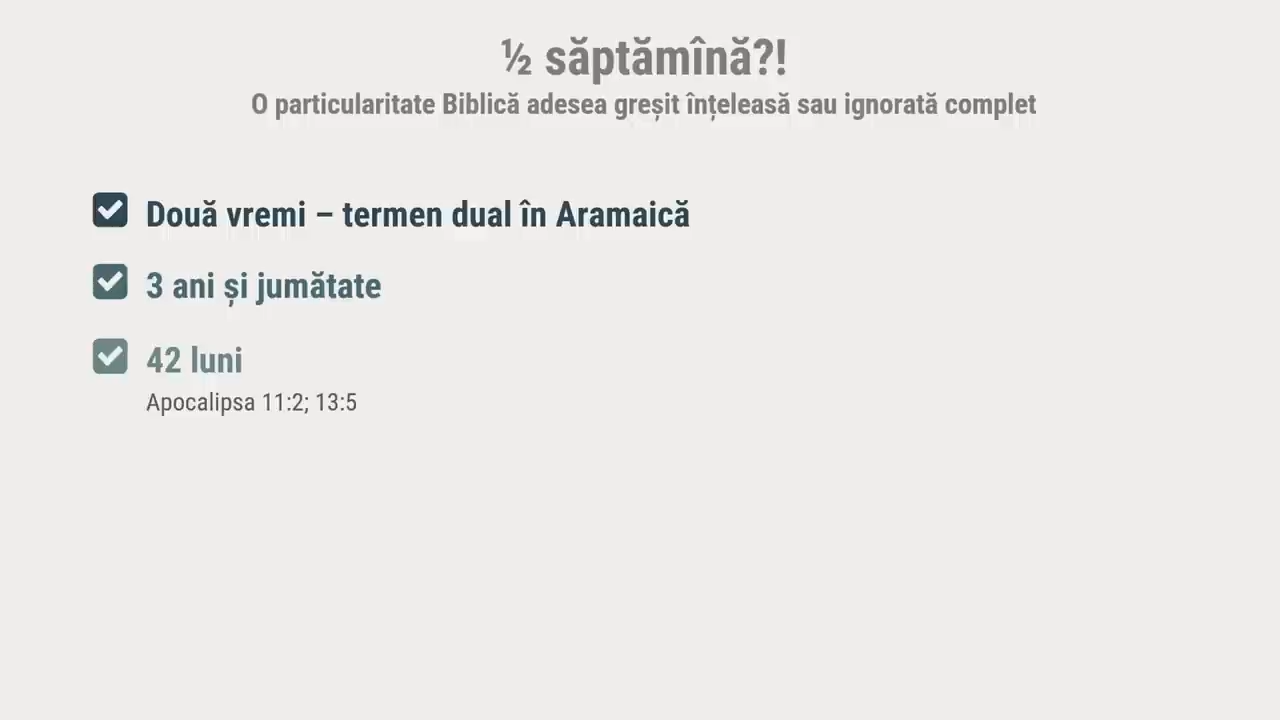 ½ săptămînă?!
O particularitate Biblică adesea greșit înțeleasă sau ignorată complet
Două vremi – termen dual în Aramaică
3 ani și jumătate
42 luni
Apocalipsa 11:2; 13:5